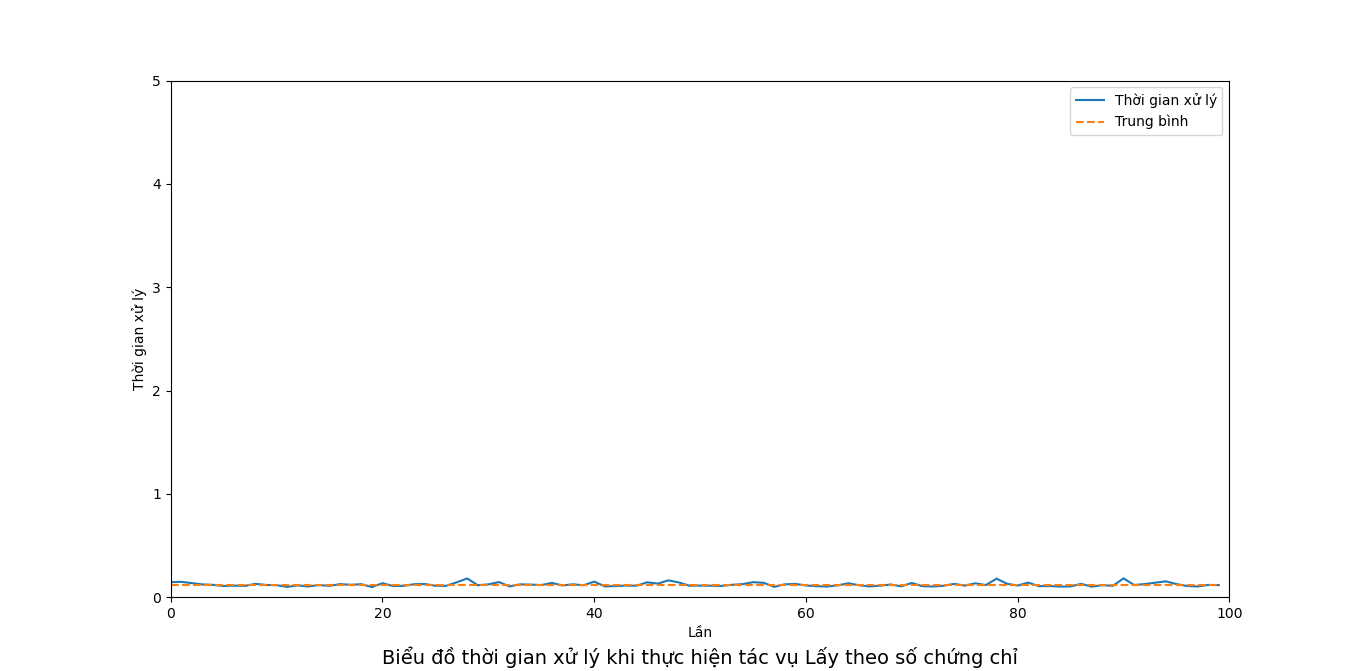 Thời gian xử lý
Trung bình
5
4
3
2
1
0
Thời gian xử lý
0 20 40 60 80 100
Lần
Biểu đồ thời gian xử lý khi thực hiện tác vụ Lấy theo số chứng chỉ